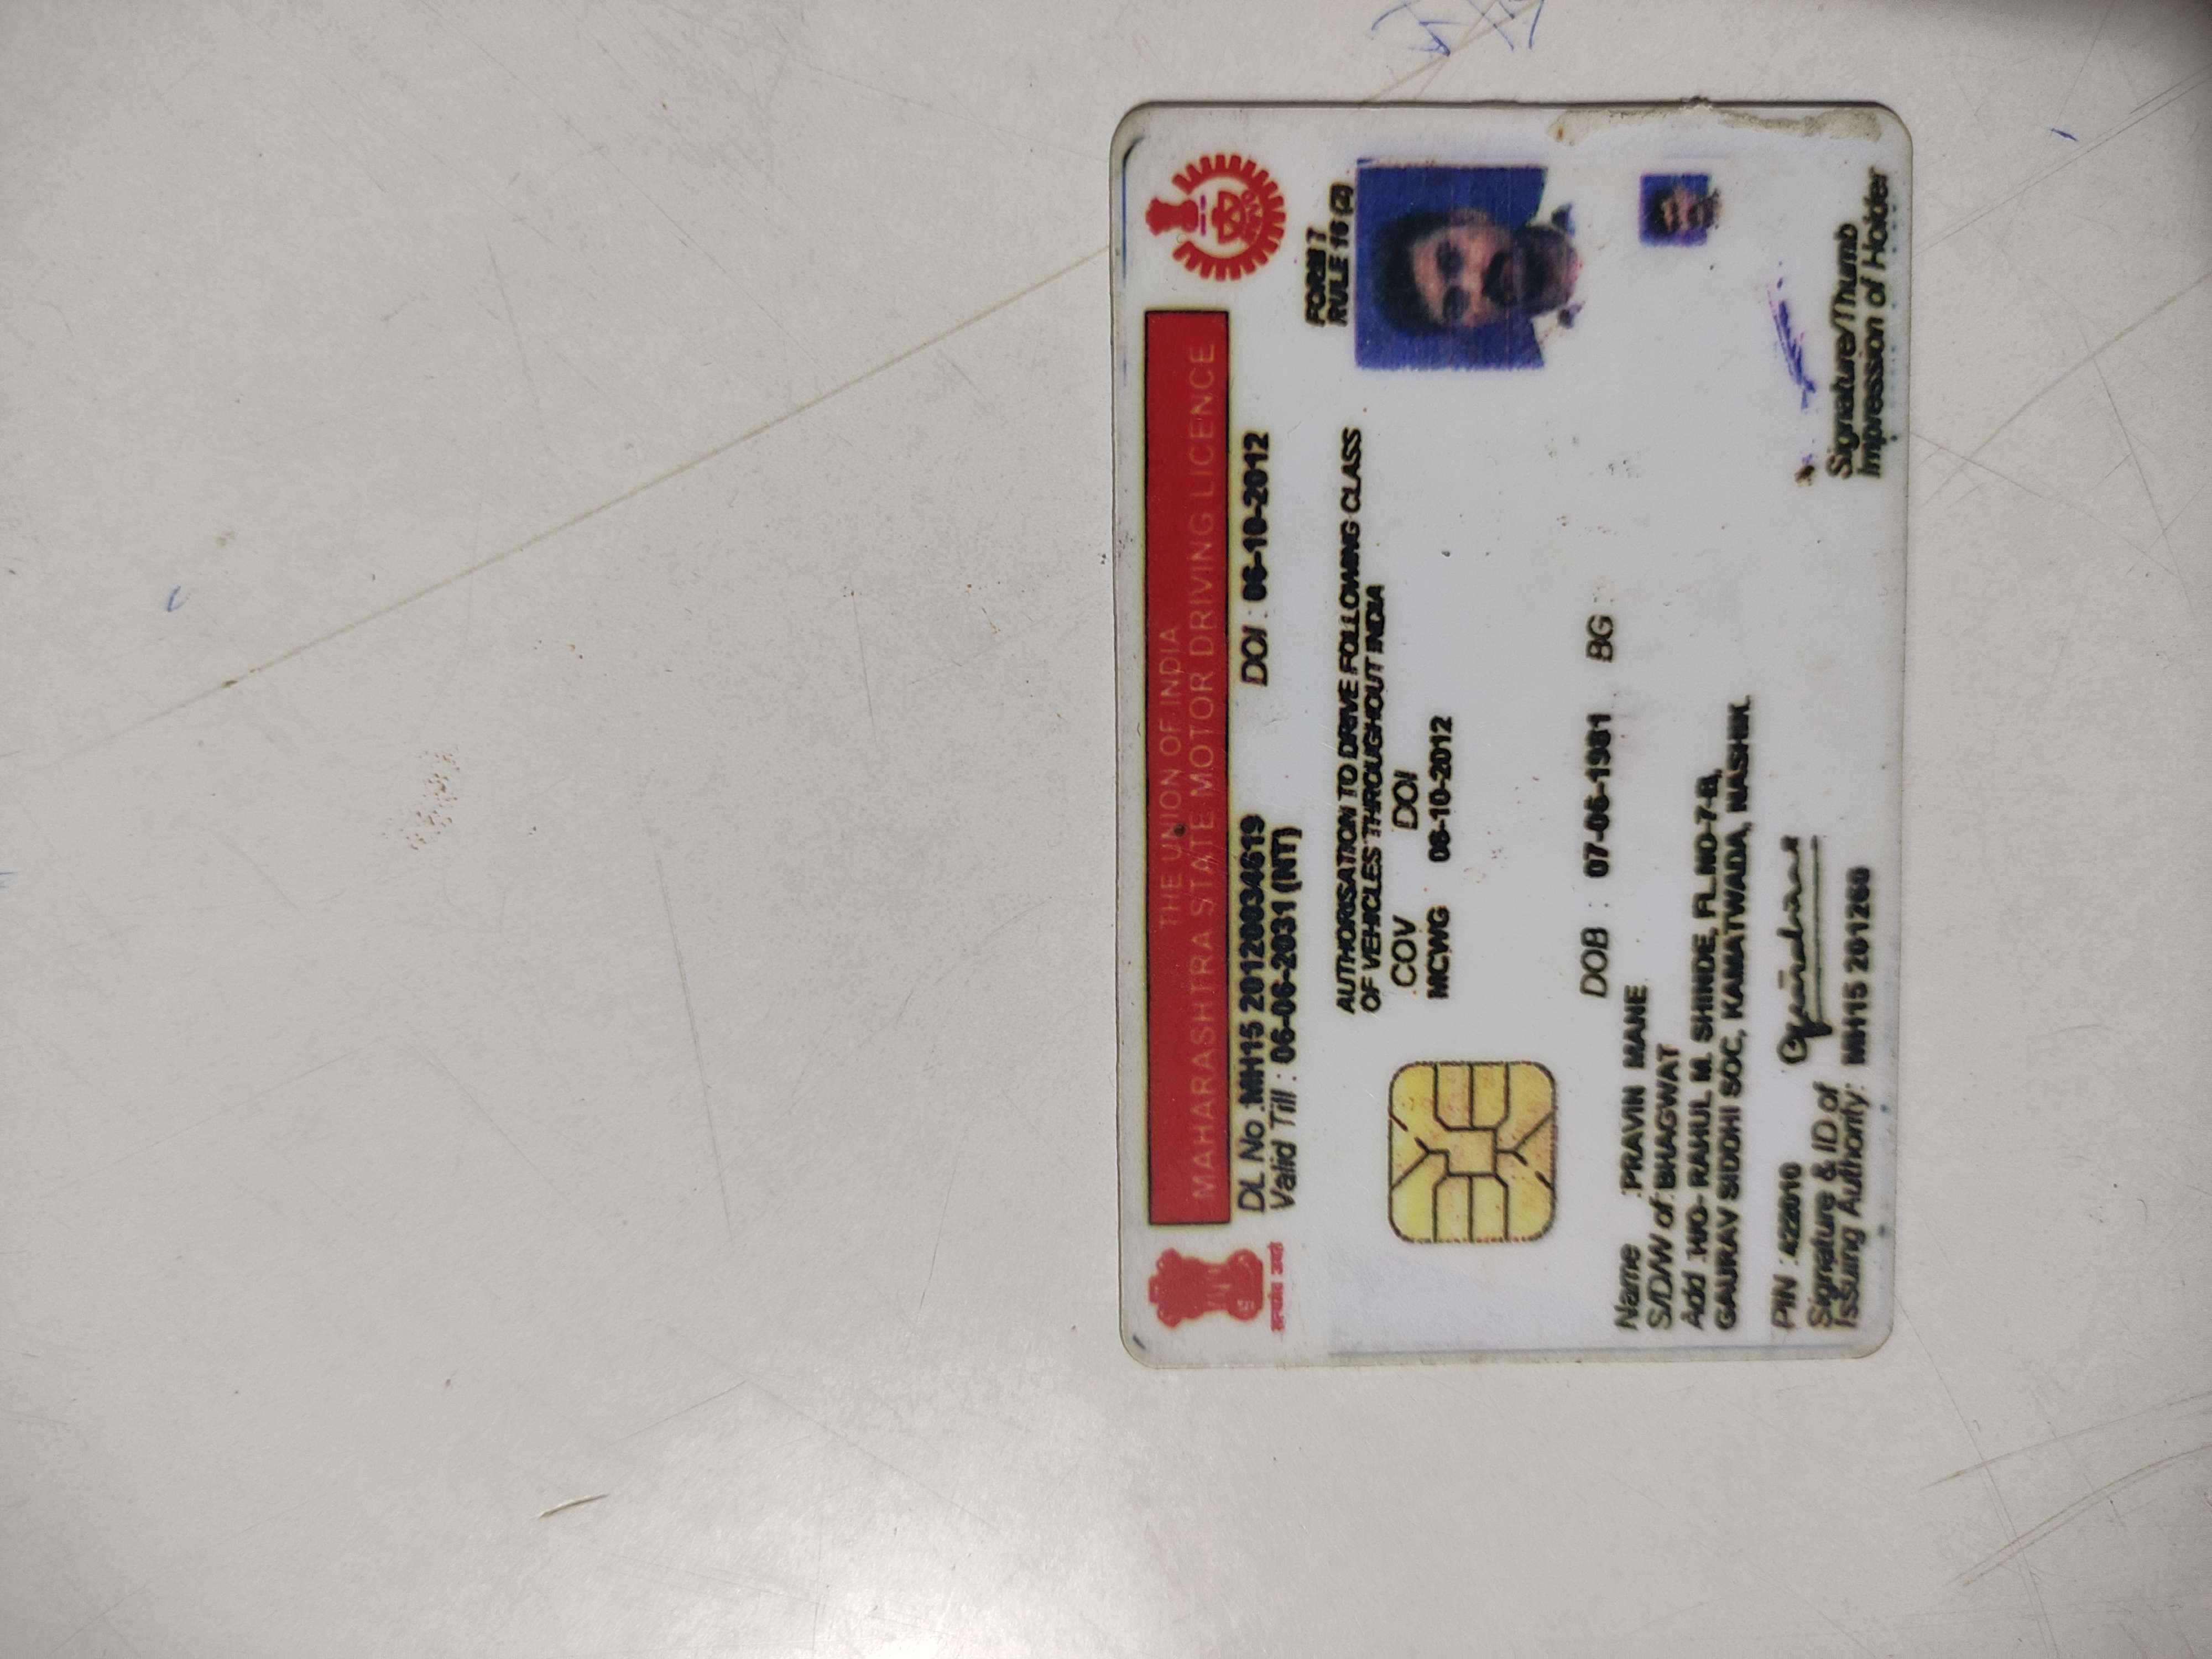 THE UNION OF INDIA
MAHARASHTRA STATE MOTOR DRIVING LICENCE
सत्यमेव जयते
DL No : MH15 20120034619 DOI : 06-10-2012
Valid Till : 06-06-2031 (NT)
FORM 7
RULE 16 (2)
AUTHORISATION TO DRIVE FOLLOWING CLASS
OF VEHICLES THROUGHOUT INDIA
COV DOI
MCWG 06-10-2012
DOB : 07-06-1981 BG :
Name : PRAVIN MANE
S/D/W of : BHAGWAT
Add : H/O- RAHUL M. SHINDE, FL.NO-7-B,
GAURAV SIDDHI SOC, KAMATWADA, NASHIK.
PIN : 422010
Signature & ID of
Issuing Authority: MH15 201260
Signature/Thumb
Impression of Holder